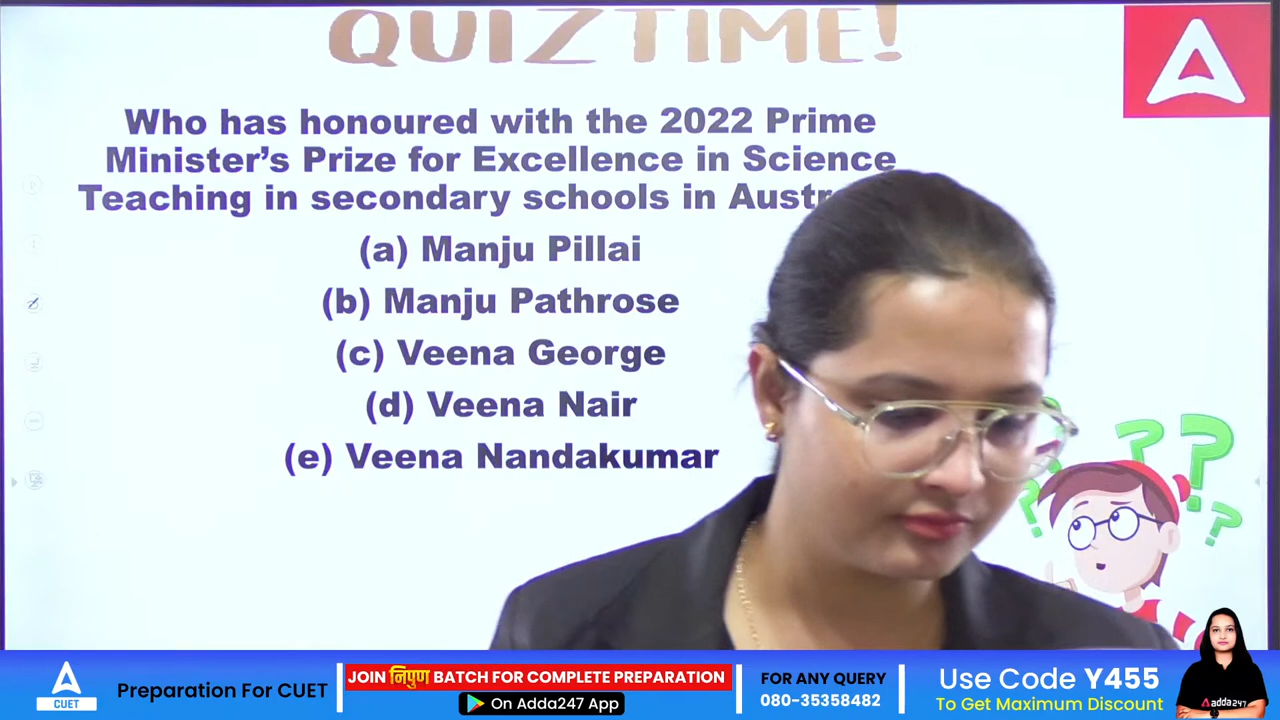 QUIZTIME!
Who has honoured with the 2022 Prime
Minister's Prize for Excellence in Science
Teaching in secondary schools in Austr
(a) Manju Pillai
(b) Manju Pathrose
(c) Veena George
(d) Veena Nair
(e) Veena Nandakumar
CUET
Preparation For CUET
JOIN निपुण BATCH FOR COMPLETE PREPARATION
On Adda247 App
FOR ANY QUERY
080-35358482
Use Code Y455
To Get Maximum Discount
adda247